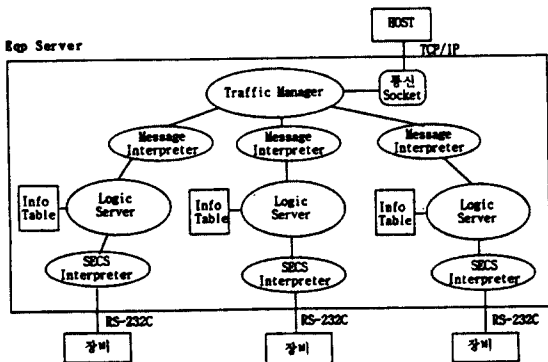 HOST
Eqp Server
TCP/IP
통신
Socket
Traffic Manager
Message
Interpreter
Message
Interpreter
Message
Interpreter
Info
Table
Logic
Server
Info
Table
Logic
Server
Info
Table
Logic
Server
SECS
Interpreter
SECS
Interpreter
SECS
Interpreter
RS-232C
RS-232C
RS-232C
장비
장비
장비